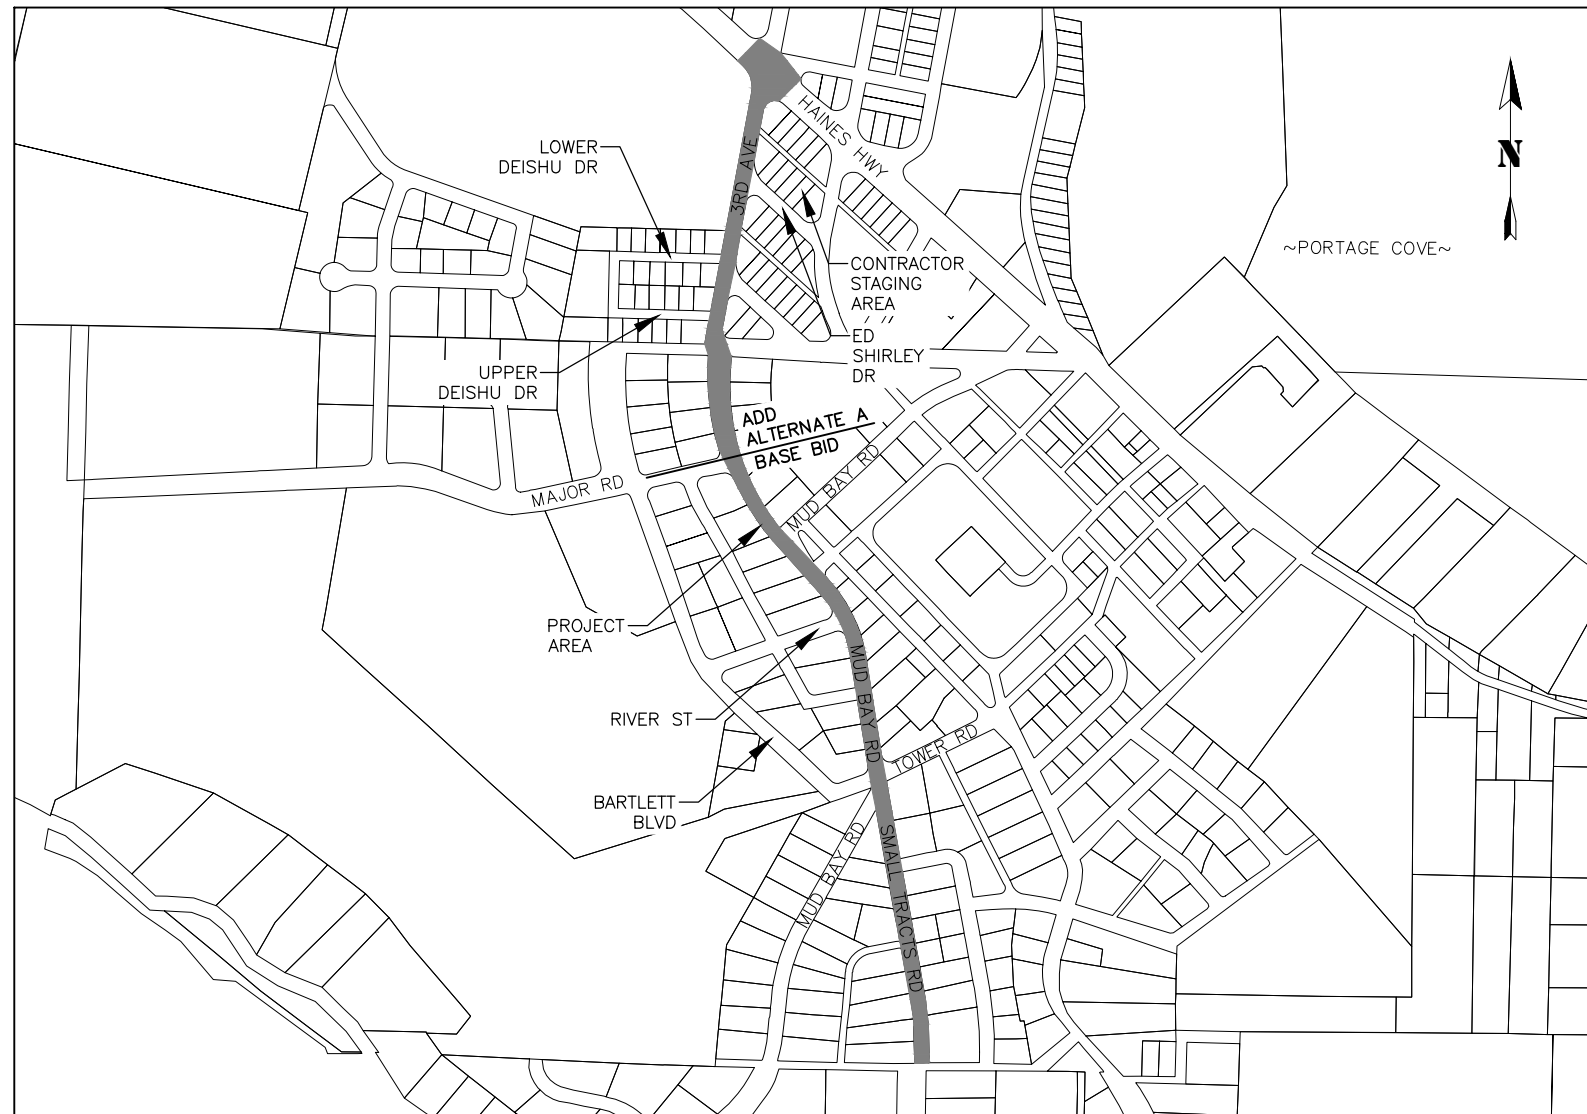 HAINES HWY
LOWER
DEISHU DR
3RD AVE
N
~PORTAGE COVE~
CONTRACTOR
STAGING
AREA
ED
SHIRLEY
DR
UPPER
DEISHU DR
ADD
ALTERNATE A
BASE BID
MUD BAY RD
MAJOR RD
PROJECT
AREA
MUD BAY RD
RIVER ST
TOWER RD
BARTLETT
BLVD
MUD BAY RD
SMALL TRACTS RD